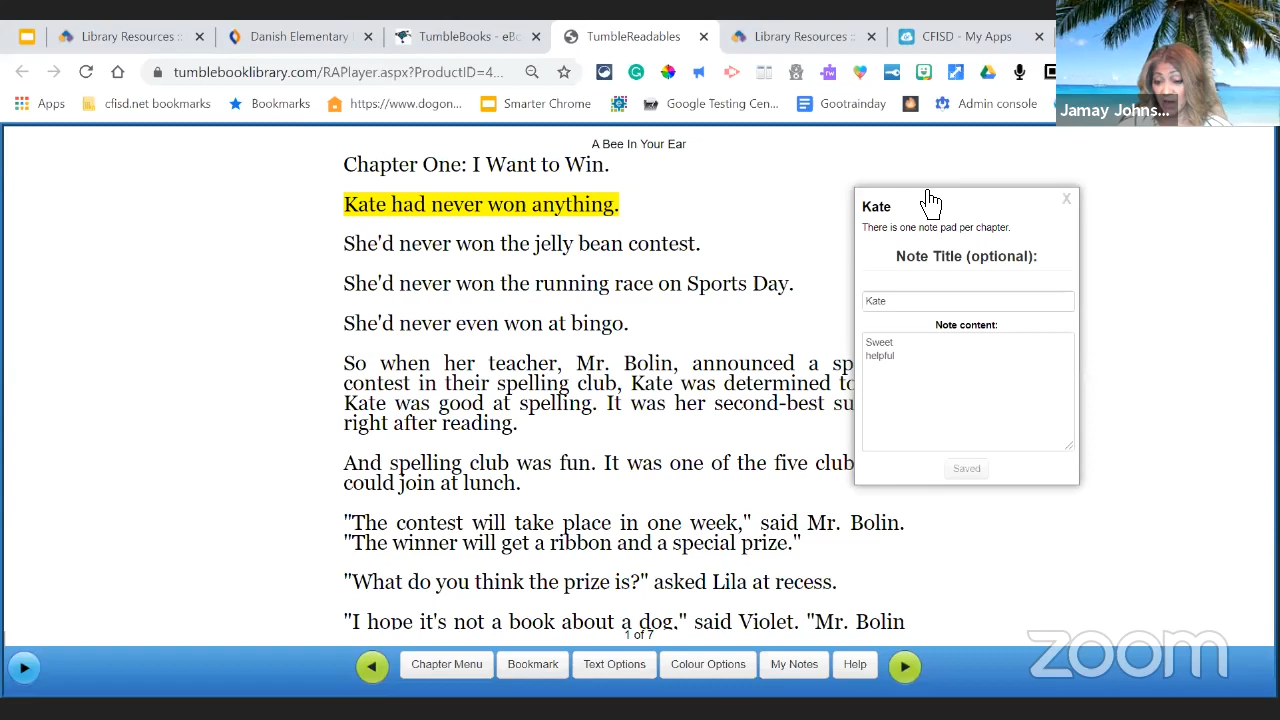 Library Resources ::
Danish Elementary
TumbleBooks - eBo
TumbleReadables
Library Resources ::
CFISD - My Apps
tumblebooklibrary.com/RAPlayer.aspx?ProductID=4...
Apps
cfisd.net bookmarks
Bookmarks
https://www.dogon...
Smarter Chrome
Google Testing Cen...
Gootrainday
Admin console
Jamay Johns...
A Bee In Your Ear
Chapter One: I Want to Win.
Kate had never won anything.
She'd never won the jelly bean contest.
She'd never won the running race on Sports Day.
She'd never even won at bingo.
So when her teacher, Mr. Bolin, announced a sp
contest in their spelling club, Kate was determined to
Kate was good at spelling. It was her second-best su
right after reading.
And spelling club was fun. It was one of the five club
could join at lunch.
"The contest will take place in one week," said Mr. Bolin.
"The winner will get a ribbon and a special prize."
"What do you think the prize is?" asked Lila at recess.
"I hope it's not a book about a dog," said Violet. "Mr. Bolin
1 of 7
Kate
X
There is one note pad per chapter.
Note Title (optional):
Kate
Note content:
Sweet
helpful
Saved
Chapter Menu
Bookmark
Text Options
Colour Options
My Notes
Help
zoom